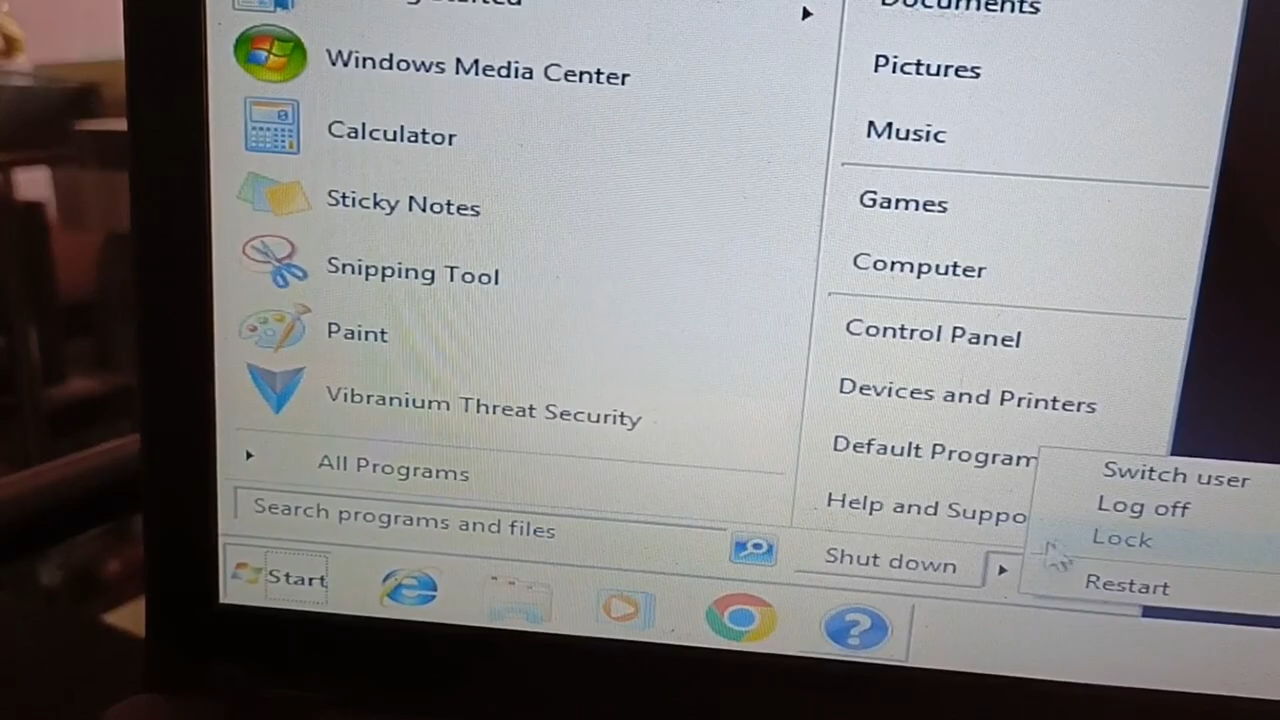 Windows Media Center
Calculator
Sticky Notes
Snipping Tool
Paint
Vibranium Threat Security
All Programs
Search programs and files
Documents
Pictures
Music
Games
Computer
Control Panel
Devices and Printers
Default Program
Help and Suppo
Shut down
Switch user
Log off
Lock
Restart
Start